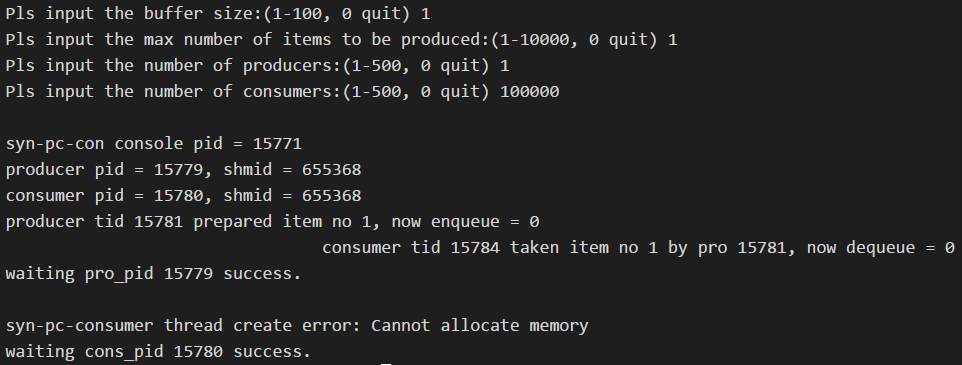 Pls input the buffer size:(1-100, 0 quit) 1
Pls input the max number of items to be produced:(1-10000, 0 quit) 1
Pls input the number of producers:(1-500, 0 quit) 1
Pls input the number of consumers:(1-500, 0 quit) 100000
syn-pc-con console pid = 15771
producer pid = 15779, shmid = 655368
consumer pid = 15780, shmid = 655368
producer tid 15781 prepared item no 1, now enqueue = 0
consumer tid 15784 taken item no 1 by pro 15781, now dequeue = 0
waiting pro_pid 15779 success.
syn-pc-consumer thread create error: Cannot allocate memory
waiting cons_pid 15780 success.